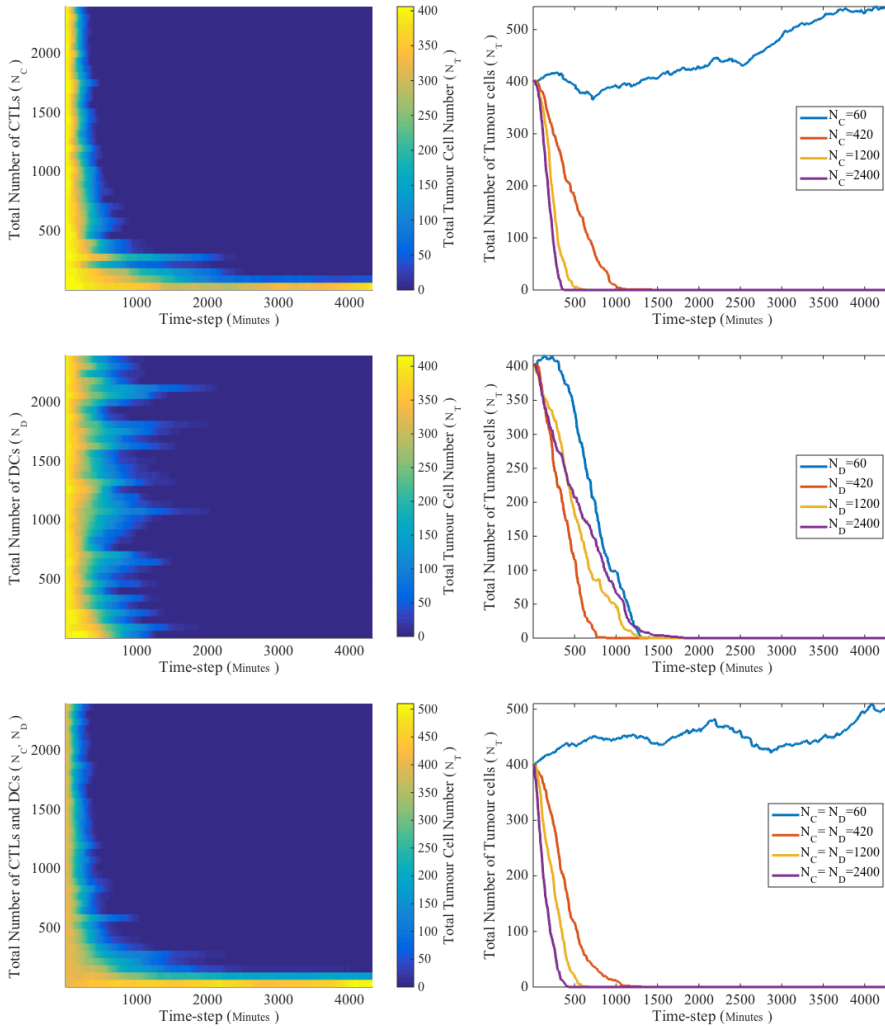 Total Number of CTLs (N_C)
2000
1500
1000
500
1000
2000
3000
4000
Time-step (Minutes )
400
350
300
250
200
150
100
50
0
Total Tumour Cell Number (N_T)
Total Number of Tumour cells (N_T)
500
400
300
200
100
0
500 1000 1500 2000 2500 3000 3500 4000
Time-step (Minutes )
N_C=60
N_C=420
N_C=1200
N_C=2400
Total Number of DCs (N_D)
2000
1500
1000
500
1000
2000
3000
4000
Time-step (Minutes )
400
350
300
250
200
150
100
50
0
Total Tumour Cell Number (N_T)
Total Number of Tumour cells (N_T)
400
350
300
250
200
150
100
50
0
500 1000 1500 2000 2500 3000 3500 4000
Time-step (Minutes )
N_D=60
N_D=420
N_D=1200
N_D=2400
Total Number of CTLs and DCs (N_C, N_D)
2000
1500
1000
500
1000
2000
3000
4000
Time-step (Minutes )
500
450
400
350
300
250
200
150
100
50
0
Total Tumour Cell Number (N_T)
Total Number of Tumour cells (N_T)
500
400
300
200
100
0
500 1000 1500 2000 2500 3000 3500 4000
Time-step (Minutes )
N_C= N_D=60
N_C= N_D=420
N_C= N_D=1200
N_C= N_D=2400